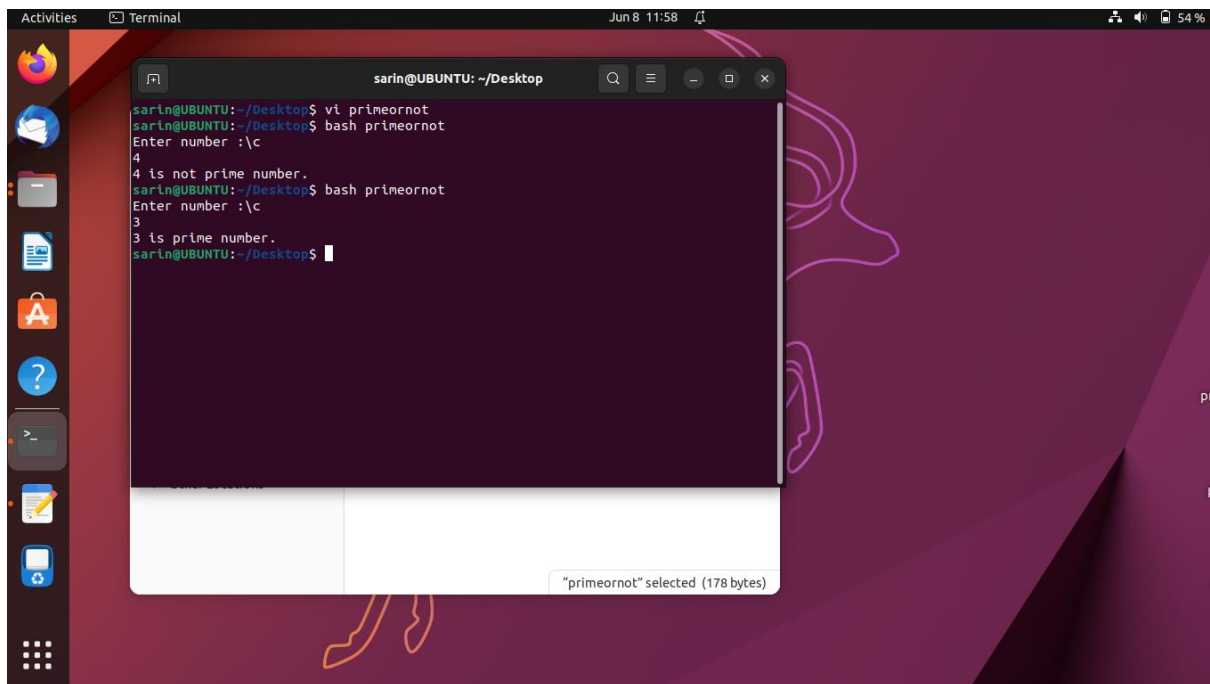 Activities Terminal Jun 8 11:58 54 %
sarin@UBUNTU: ~/Desktop
sarin@UBUNTU:~/Desktop$ vi primeornot
sarin@UBUNTU:~/Desktop$ bash primeornot
Enter number :\c
4
4 is not prime number.
sarin@UBUNTU:~/Desktop$ bash primeornot
Enter number :\c
3
3 is prime number.
sarin@UBUNTU:~/Desktop$
“primeornot” selected (178 bytes)